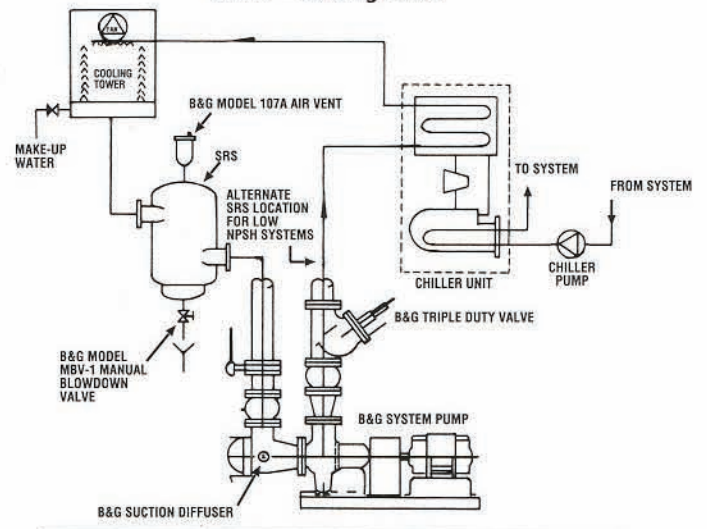 FAN
COOLING
TOWER
B&G MODEL 107A AIR VENT
MAKE-UP
WATER
SRS
ALTERNATE
SRS LOCATION
FOR LOW
NPSH SYSTEMS
TO SYSTEM
FROM SYSTEM
CHILLER
PUMP
CHILLER UNIT
B&G TRIPLE DUTY VALVE
B&G MODEL
MBV-1 MANUAL
BLOWDOWN
VALVE
B&G SYSTEM PUMP
B&G SUCTION DIFFUSER